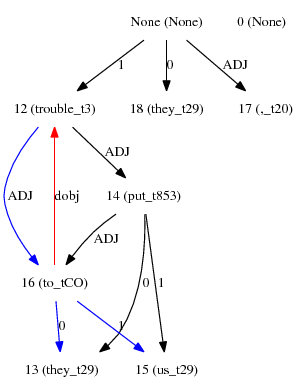 None (None) 0 (None)
1 0 ADJ
12 (trouble_t3) 18 (they_t29) 17 (,_t20)
ADJ
ADJ dobj 14 (put_t853)
ADJ
16 (to_tCO) 0 1
0 1
13 (they_t29) 15 (us_t29)